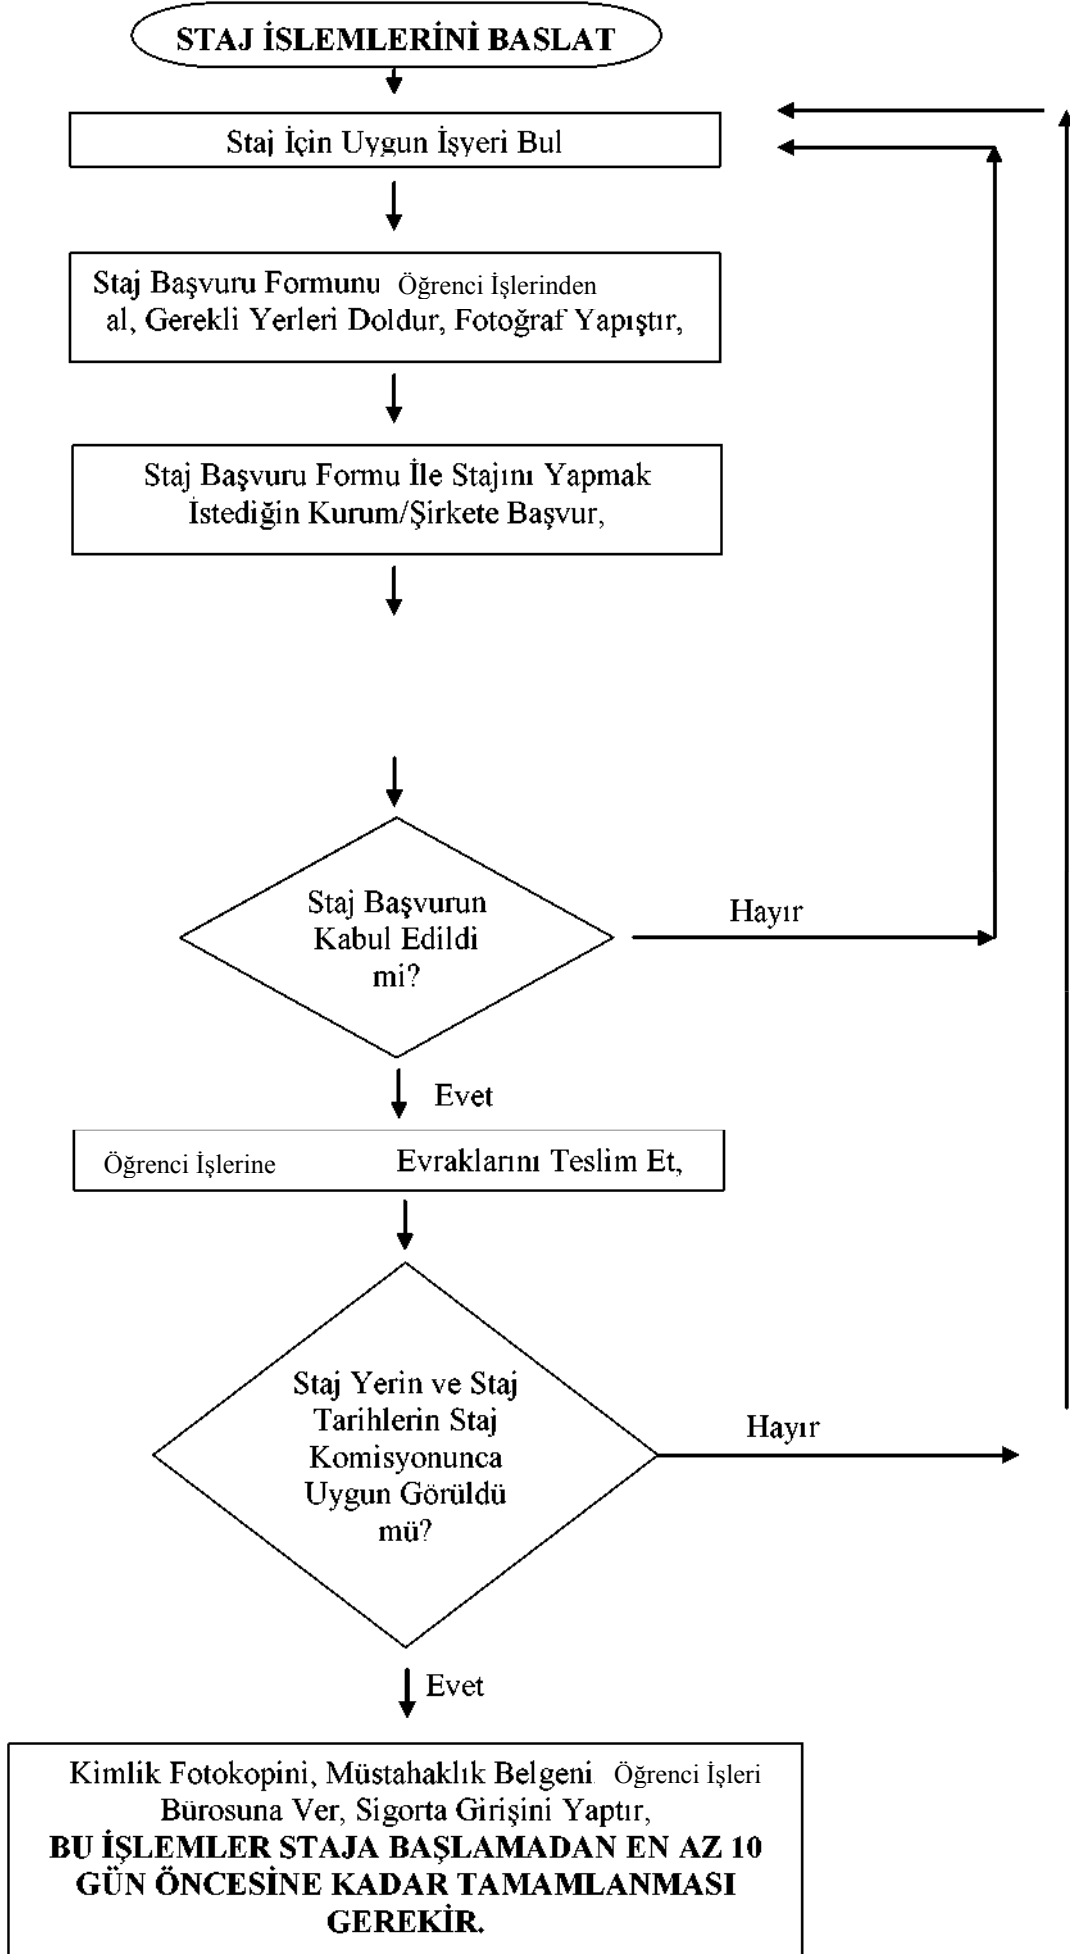 STAJ İSLEMLERİNİ BASLAT
Staj İçin Uygun İşyeri Bul
Staj Başvuru Formunu Öğrenci İşlerinden
al, Gerekli Yerleri Doldur, Fotoğraf Yapıştır,
Staj Başvuru Formu İle Stajını Yapmak
İstediğin Kurum/Şirkete Başvur,
Staj Başvurun
Kabul Edildi
mi?
Hayır
Evet
Öğrenci İşlerine Evraklarını Teslim Et,
Staj Yerin ve Staj
Tarihlerin Staj
Komisyonunca
Uygun Görüldü
mü?
Hayır
Evet
Kimlik Fotokopini, Müstahaklık Belgeni Öğrenci İşleri
Bürosuna Ver, Sigorta Girişini Yaptır,
BU İŞLEMLER STAJA BAŞLAMADAN EN AZ 10
GÜN ÖNCESİNE KADAR TAMAMLANMASI
GEREKİR.